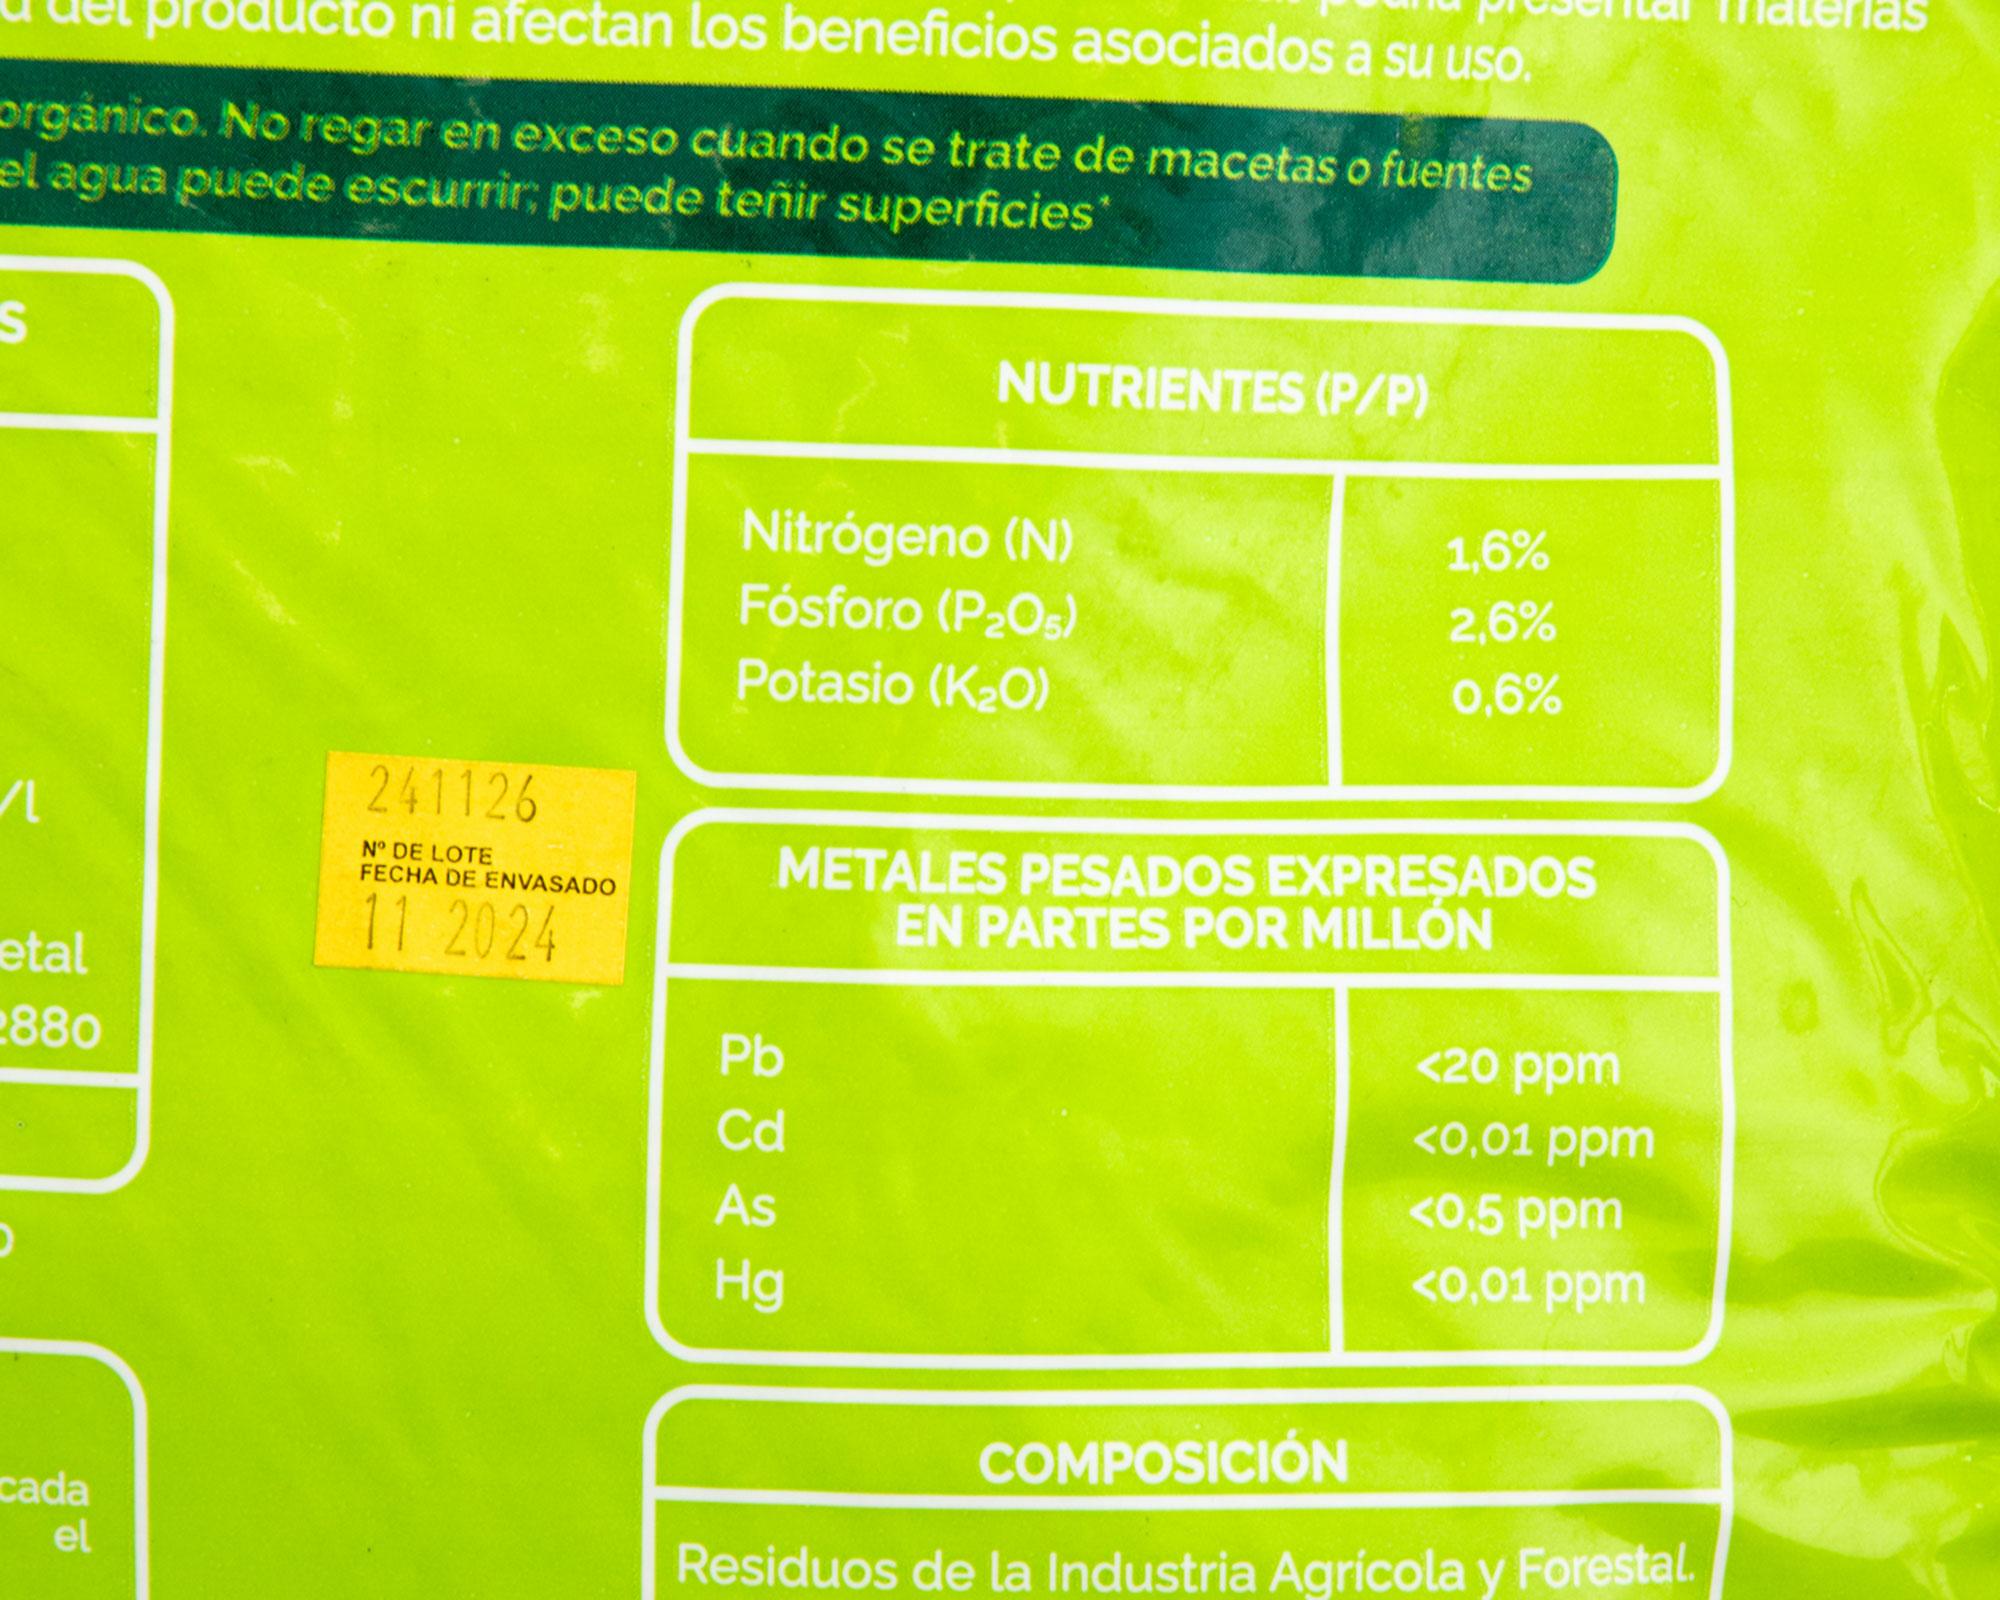 del producto ni afectan los beneficios asociados a su uso.
presentar materias
orgánico. No regar en exceso cuando se trate de macetas o fuentes
el agua puede escurrir; puede teñir superficies*
S
NUTRIENTES (P/P)
Nitrógeno (N) 1,6%
Fósforo (P₂O₅) 2,6%
Potasio (K₂O) 0,6%
/l
etal
2880
o
241126
Nº DE LOTE
FECHA DE ENVASADO
11 2024
METALES PESADOS EXPRESADOS
EN PARTES POR MILLÓN
Pb <20 ppm
Cd <0,01 ppm
As <0,5 ppm
Hg <0,01 ppm
cada
el
COMPOSICIÓN
Residuos de la Industria Agrícola y Forestal.